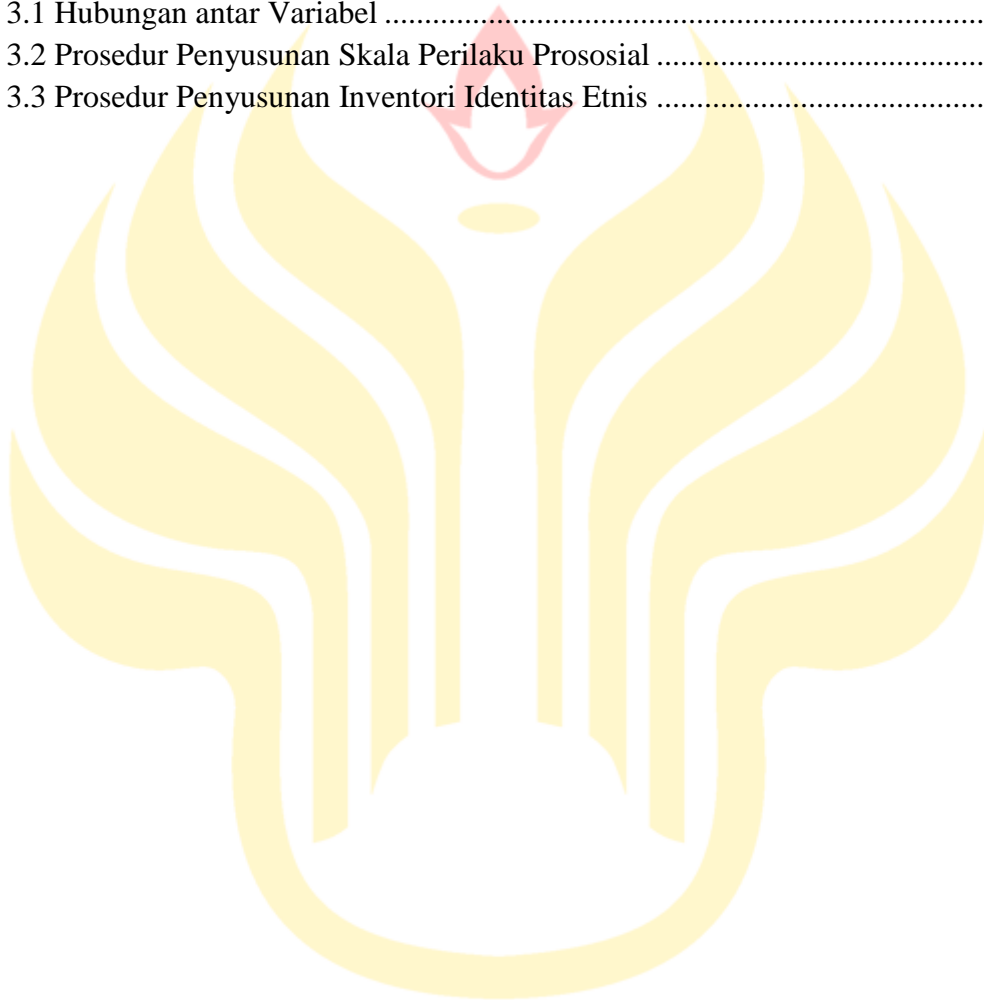 3.1 Hubungan antar Variabel ...........................................................................
3.2 Prosedur Penyusunan Skala Perilaku Prososial .........................................
3.3 Prosedur Penyusunan Inventori Identitas Etnis .........................................